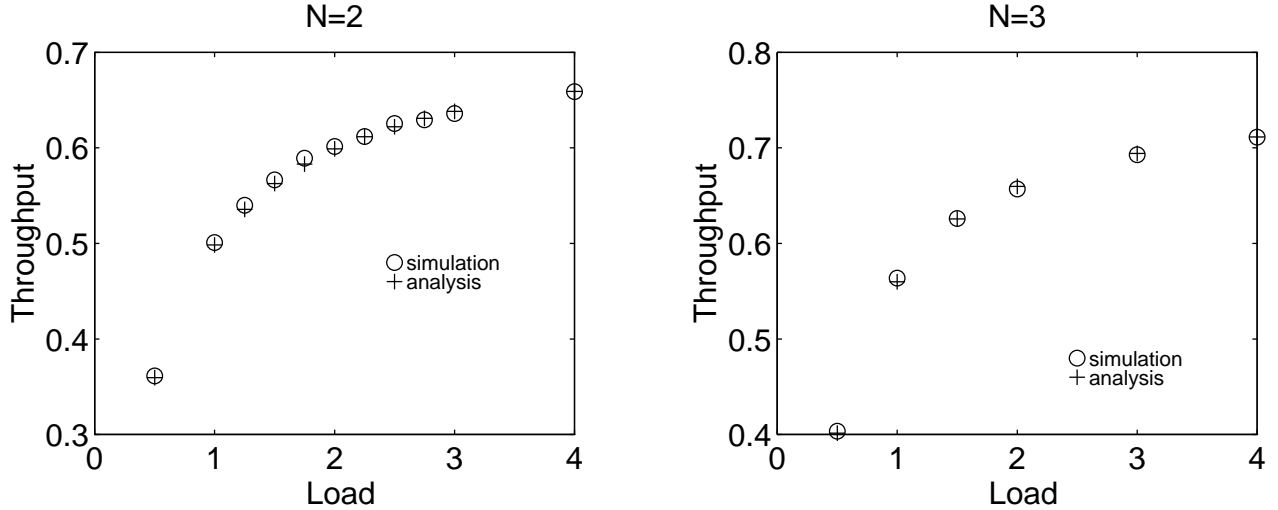 N=2
0.7
0.6
0.5
0.4
0.3
Throughput
simulation
analysis
0 1 2 3 4
Load
N=3
0.8
0.7
0.6
0.5
0.4
Throughput
simulation
analysis
0 1 2 3 4
Load